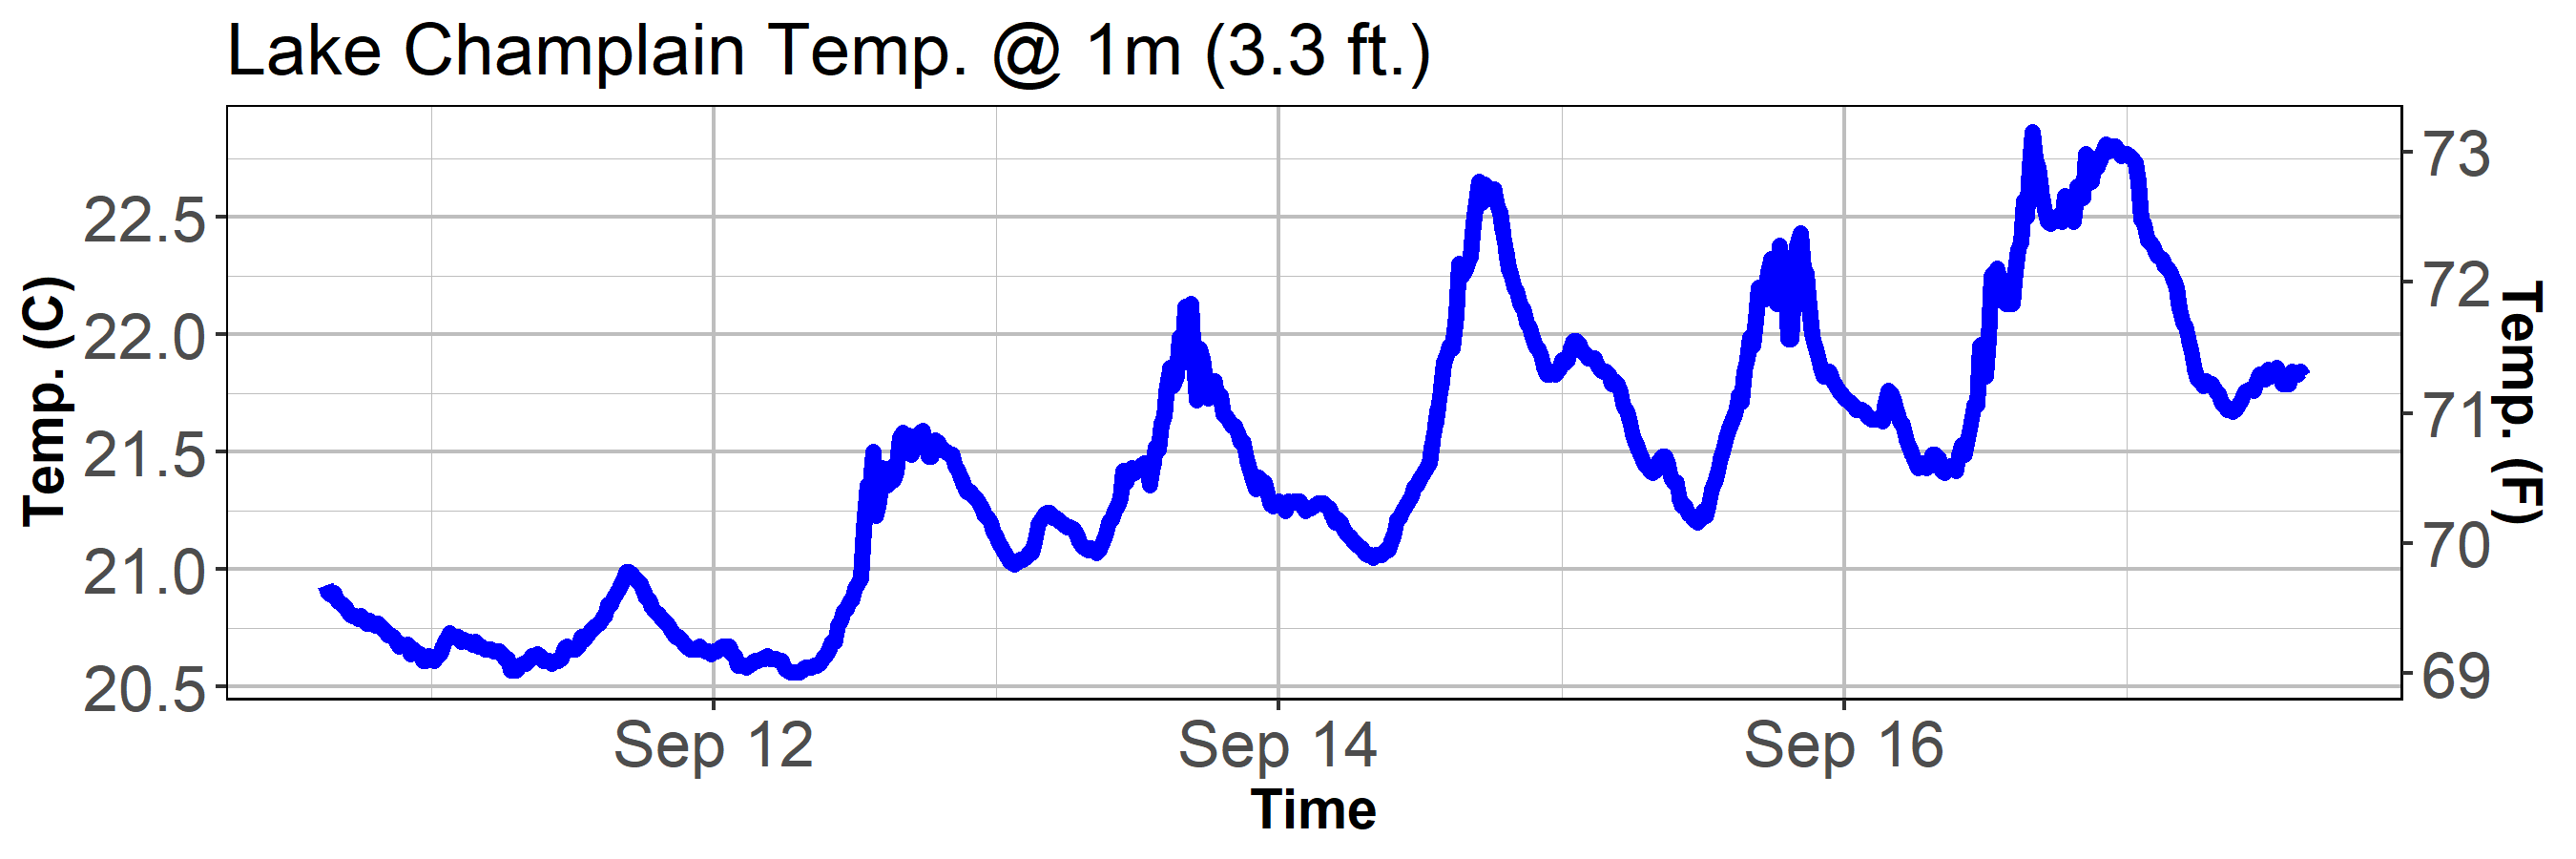 Lake Champlain Temp. @ 1m (3.3 ft.)
Temp. (C)
22.5
22.0
21.5
21.0
20.5
73
72
71
70
69
Temp. (F)
Sep 12
Sep 14
Sep 16
Time